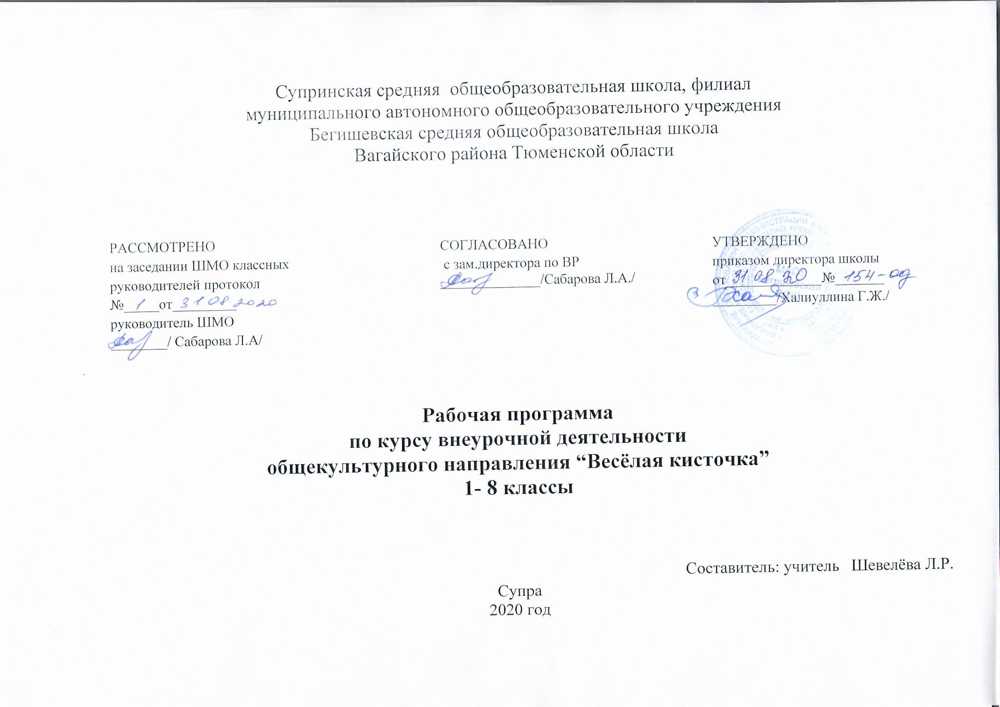 Супринская средняя общеобразовательная школа, филиал
муниципального автономного общеобразовательного учреждения
Бегишевская средняя общеобразовательная школа
Вагайского района Тюменской области
РАССМОТРЕНО
на заседании ШМО классных
руководителей протокол
№ 1 от 31 08 2020
руководитель ШМО
/ Сабарова Л.А/
СОГЛАСОВАНО
с зам.директора по ВР
/Сабарова Л.А./
УТВЕРЖДЕНО
приказом директора школы
от 31 08. 20 № 154-од
/Халиуллина Г.Ж./
Рабочая программа
по курсу внеурочной деятельности
общекультурного направления “Весёлая кисточка”
1- 8 классы
Составитель: учитель Шевелёва Л.Р.
Супра
2020 год